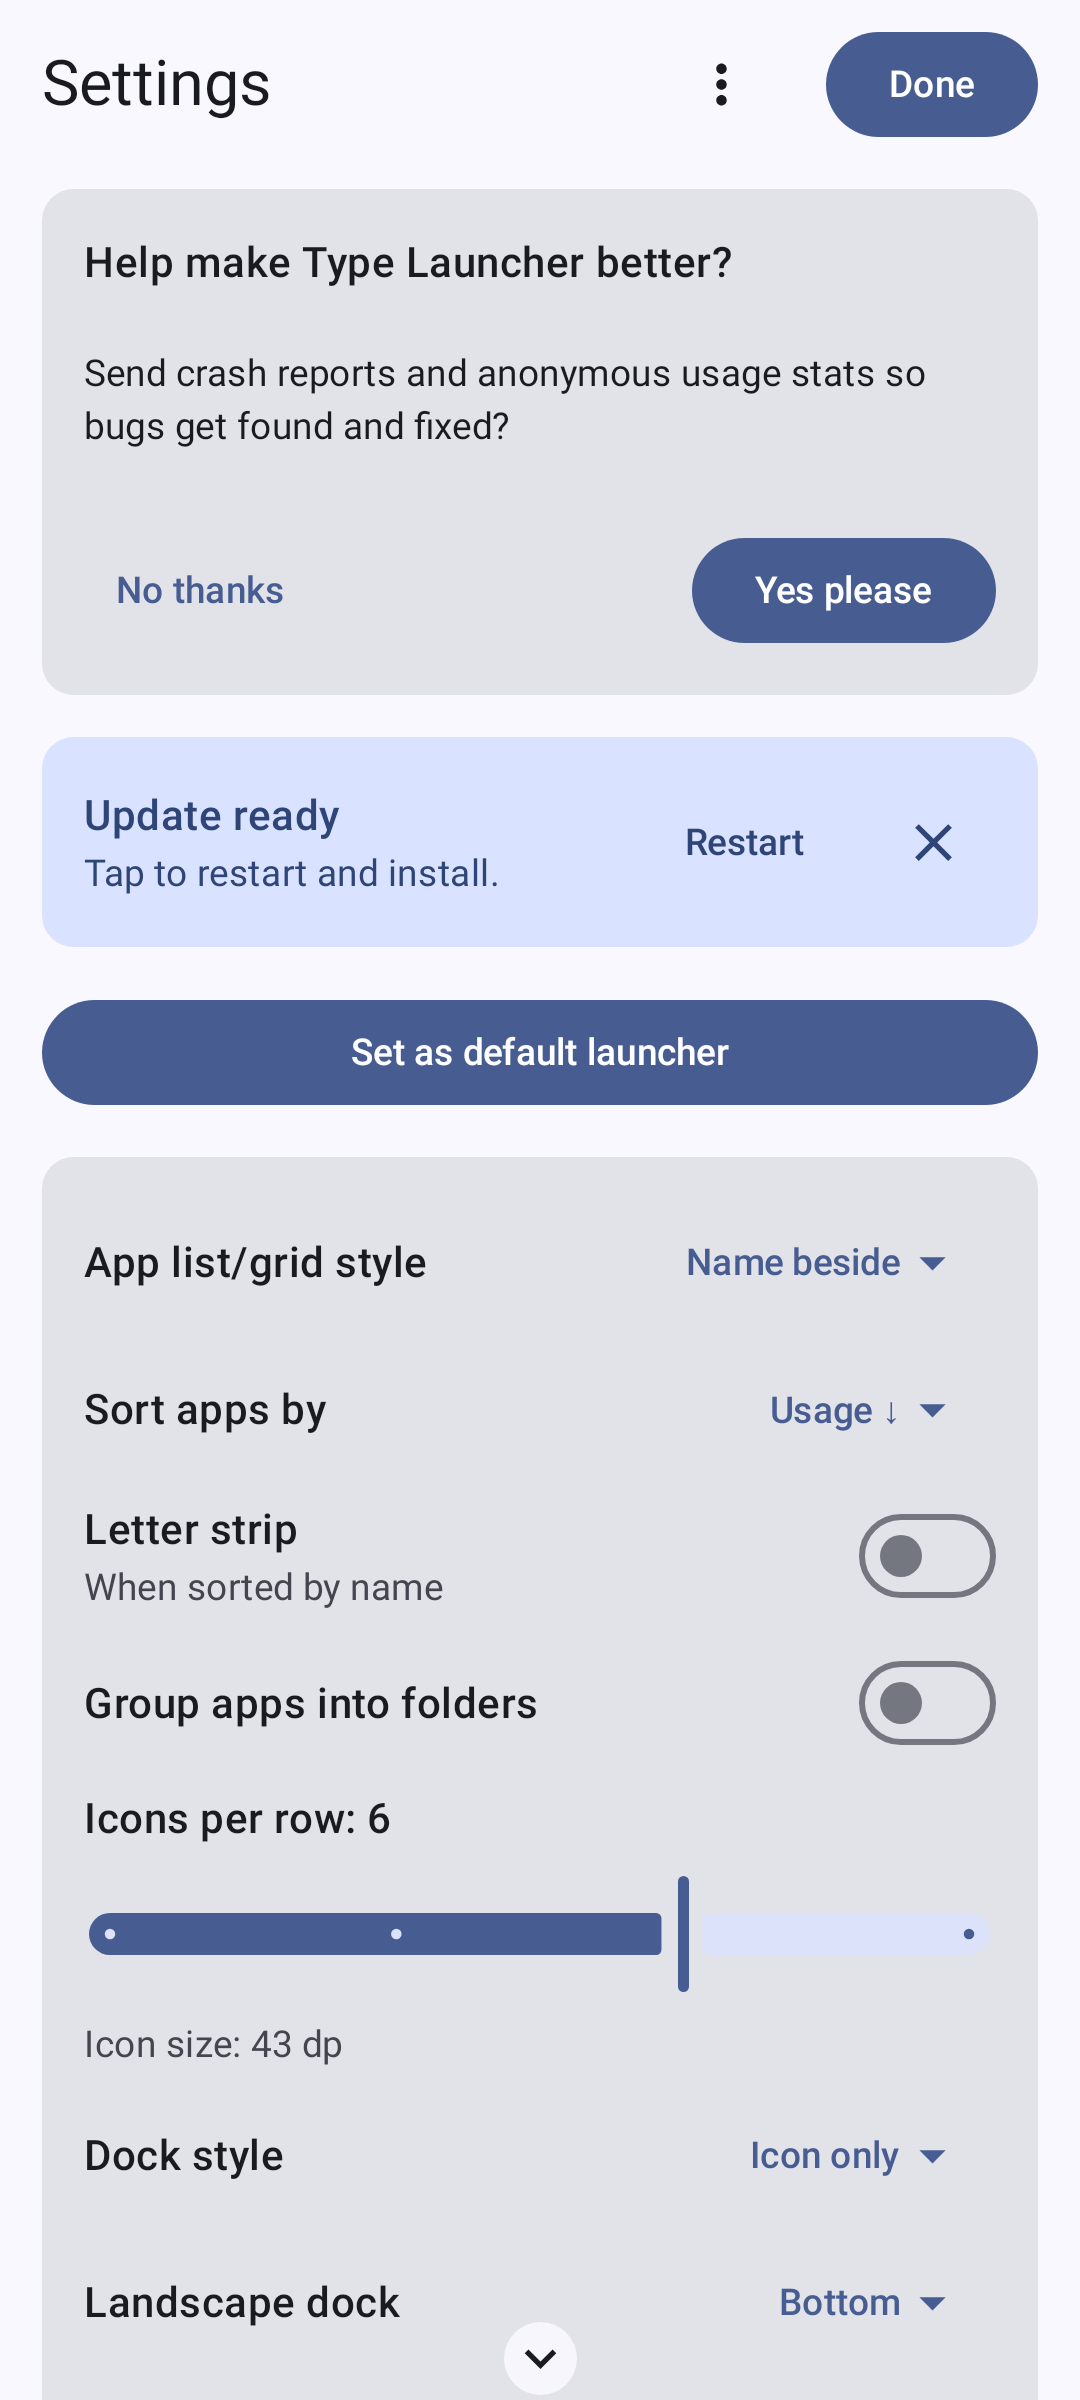 Settings
Done
Help make Type Launcher better?
Send crash reports and anonymous usage stats so
bugs get found and fixed?
No thanks
Yes please
Update ready
Tap to restart and install.
Restart
Set as default launcher
App list/grid style
Name beside
Sort apps by
Usage ↓
Letter strip
When sorted by name
Group apps into folders
Icons per row: 6
Icon size: 43 dp
Dock style
Icon only
Landscape dock
Bottom